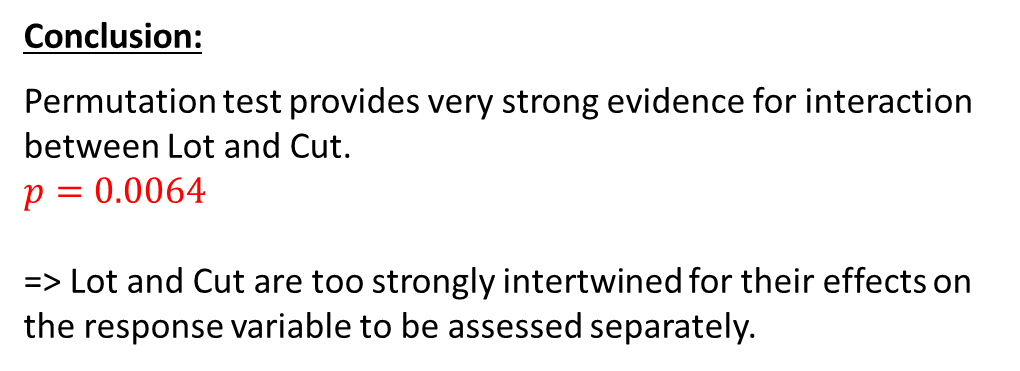 Conclusion:
Permutation test provides very strong evidence for interaction
between Lot and Cut.
p = 0.0064
=> Lot and Cut are too strongly intertwined for their effects on
the response variable to be assessed separately.